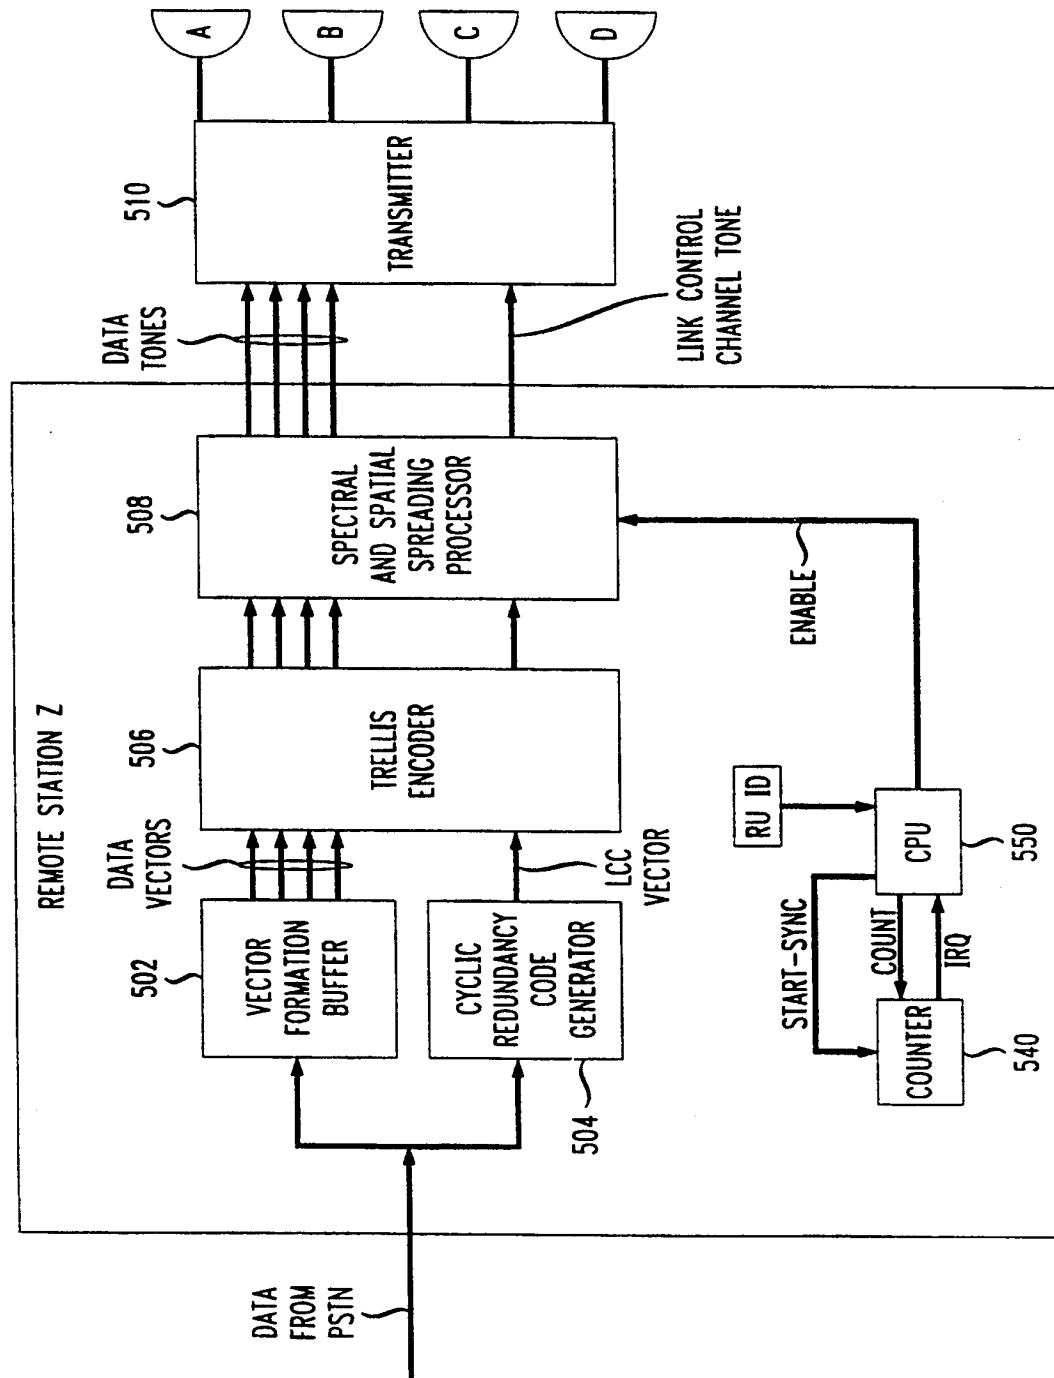 REMOTE STATION Z
DATA
FROM
PSTN
502
VECTOR
FORMATION
BUFFER
504
CYCLIC
REDUNDANCY
CODE
GENERATOR
DATA
VECTORS
LCC
VECTOR
506
TRELLIS
ENCODER
508
SPECTRAL
AND SPATIAL
SPREADING
PROCESSOR
DATA
TONES
LINK CONTROL
CHANNEL TONE
510
TRANSMITTER
A
B
C
D
START-SYNC
COUNT
IRQ
COUNTER
540
RU ID
CPU
550
ENABLE